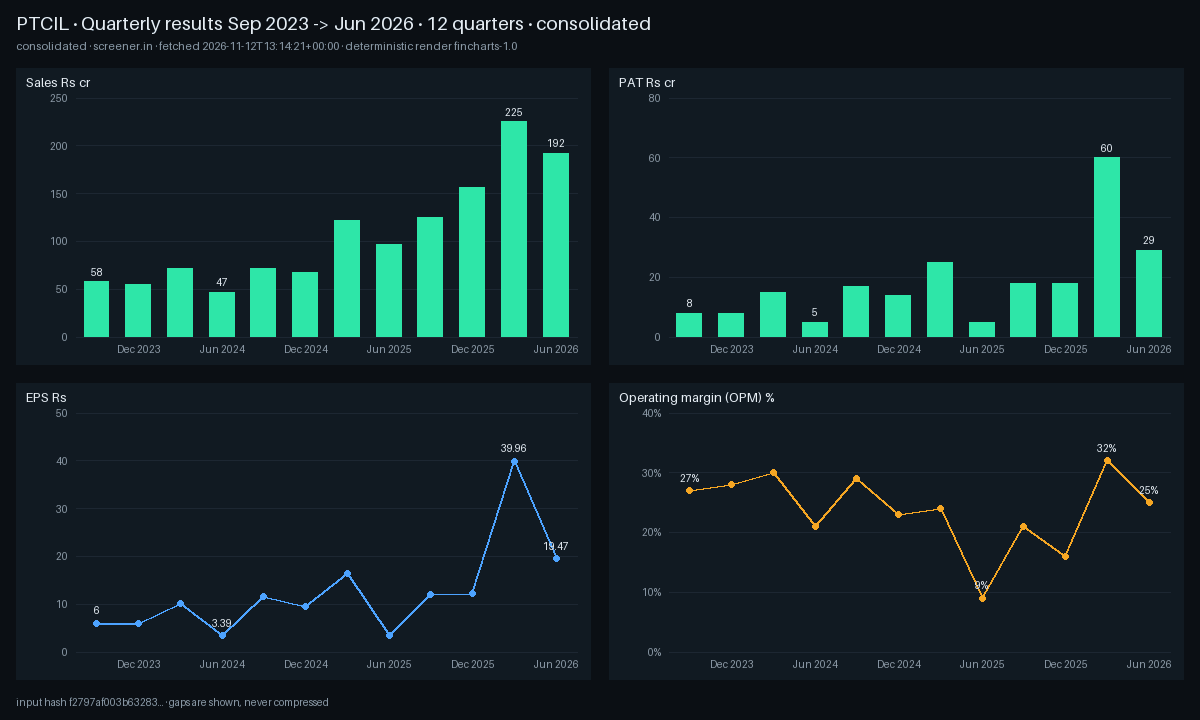 PTCIL · Quarterly results Sep 2023 -> Jun 2026 · 12 quarters · consolidated
consolidated · screener.in · fetched 2026-11-12T13:14:21+00:00 · deterministic render fincharts-1.0
Sales Rs cr
250
200
150
100
50
0
58
47
225
192
Dec 2023
Jun 2024
Dec 2024
Jun 2025
Dec 2025
Jun 2026
PAT Rs cr
80
60
40
20
0
8
5
60
29
Dec 2023
Jun 2024
Dec 2024
Jun 2025
Dec 2025
Jun 2026
EPS Rs
50
40
30
20
10
0
6
3.39
39.96
19.47
Dec 2023
Jun 2024
Dec 2024
Jun 2025
Dec 2025
Jun 2026
Operating margin (OPM) %
40%
30%
20%
10%
0%
27%
9%
32%
25%
Dec 2023
Jun 2024
Dec 2024
Jun 2025
Dec 2025
Jun 2026
input hash f2797af003b63283… · gaps are shown, never compressed